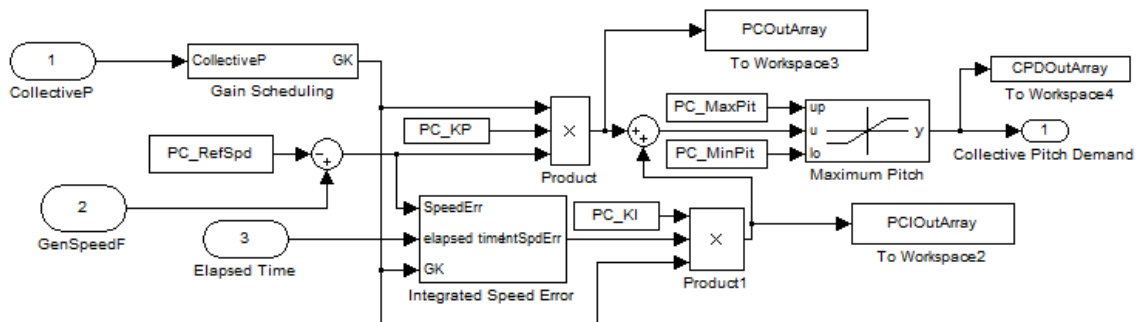 1
CollectiveP
CollectiveP GK
Gain Scheduling
PCOutArray
To Workspace3
CPDOutArray
To Workspace4
PC_KP
×
Product
PC_RefSpd
-
+
+
+
PC_MaxPit
PC_MinPit
up
u y
lo
Maximum Pitch
1
Collective Pitch Demand
2
GenSpeedF
3
Elapsed Time
SpeedErr
elapsed timeIntSpdErr
GK
Integrated Speed Error
PC_KI
×
Product1
PCIOutArray
To Workspace2